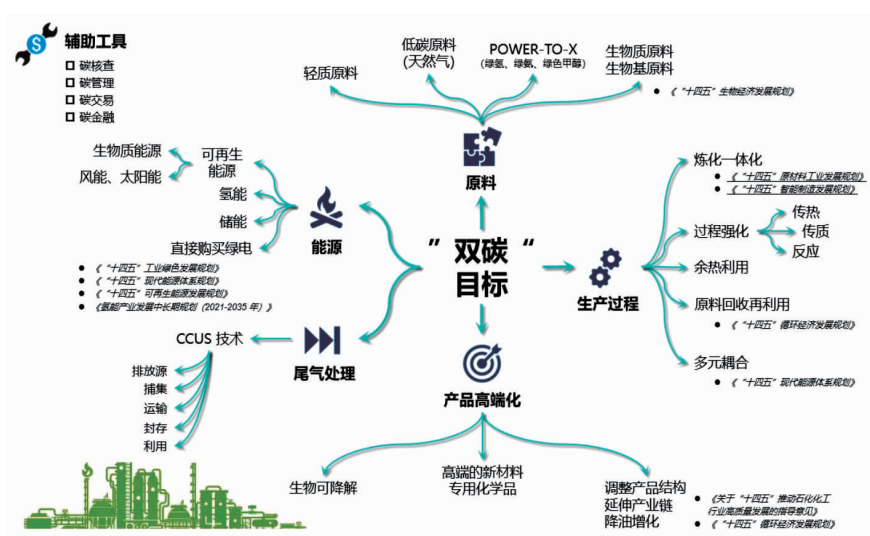 辅助工具
碳核查
碳管理
碳交易
碳金融
轻质原料
低碳原料
(天然气)
POWER-TO-X
(绿氢、绿氨、绿色甲醇)
生物质原料
生物基原料
《“十四五”生物经济发展规划》
原料
生物质能源
风能、太阳能
可再生
能源
氢能
储能
直接购买绿电
能源
《“十四五”工业绿色发展规划》
《“十四五”现代能源体系规划》
《“十四五”可再生能源发展规划》
《氢能产业发展中长期规划（2021-2035 年）》
”双碳“
目标
生产过程
炼化一体化
《“十四五”原材料工业发展规划》
《“十四五”智能制造发展规划》
过程强化
传热
传质
反应
余热利用
原料回收再利用
《“十四五”循环经济发展规划》
多元耦合
《“十四五”现代能源体系规划》
CCUS 技术
尾气处理
排放源
捕集
运输
封存
利用
产品高端化
生物可降解
高端的新材料
专用化学品
调整产品结构
延伸产业链
降油增化
《关于“十四五”推动石化化工
行业高质量发展的指导意见》
《“十四五”循环经济发展规划》